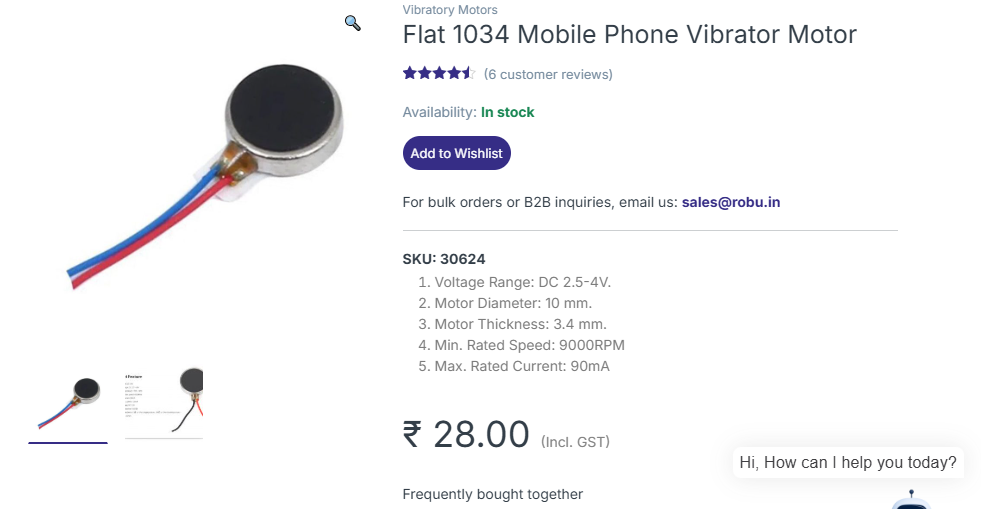 Vibratory Motors
Flat 1034 Mobile Phone Vibrator Motor
(6 customer reviews)
Availability: In stock
Add to Wishlist
For bulk orders or B2B inquiries, email us: sales@robu.in
SKU: 30624
1. Voltage Range: DC 2.5-4V.
2. Motor Diameter: 10 mm.
3. Motor Thickness: 3.4 mm.
4. Min. Rated Speed: 9000RPM
5. Max. Rated Current: 90mA
₹ 28.00 (Incl. GST)
Hi, How can I help you today?
Frequently bought together